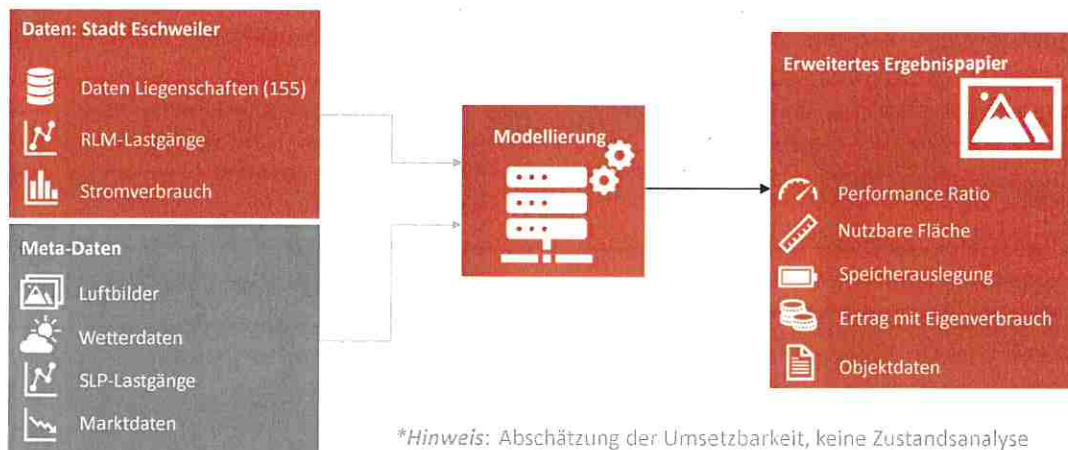 Daten: Stadt Eschweiler
Daten Liegenschaften (155)
RLM-Lastgänge
Stromverbrauch
Meta-Daten
Luftbilder
Wetterdaten
SLP-Lastgänge
Marktdaten
Modellierung
Erweitertes Ergebnispapier
Performance Ratio
Nutzbare Fläche
Speicherauslegung
Ertrag mit Eigenverbrauch
Objektdaten
*Hinweis: Abschätzung der Umsetzbarkeit, keine Zustandsanalyse